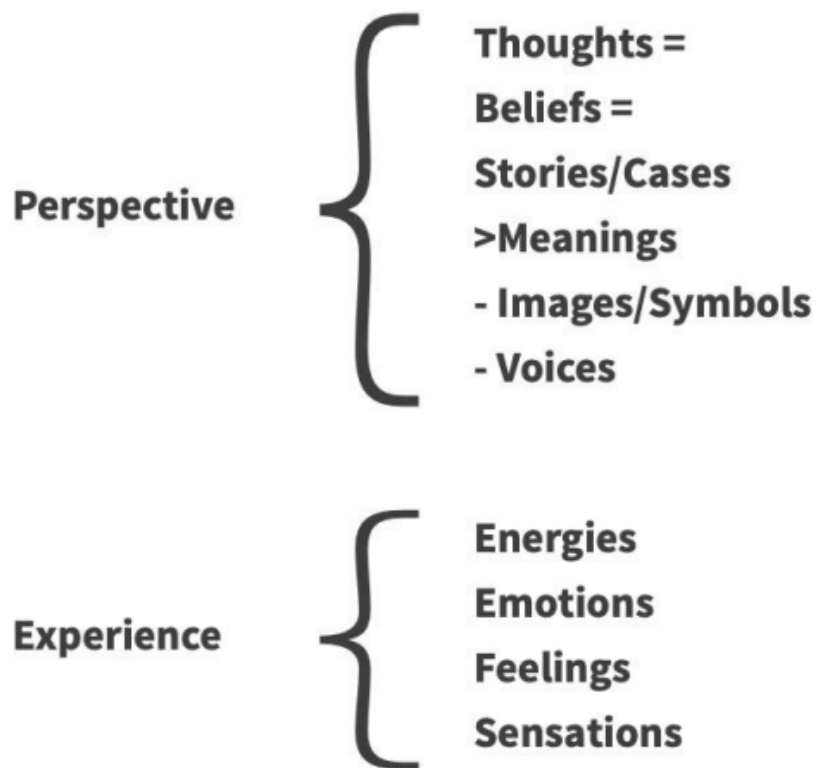 Perspective
Thoughts =
Beliefs =
Stories/Cases
>Meanings
- Images/Symbols
- Voices
Experience
Energies
Emotions
Feelings
Sensations